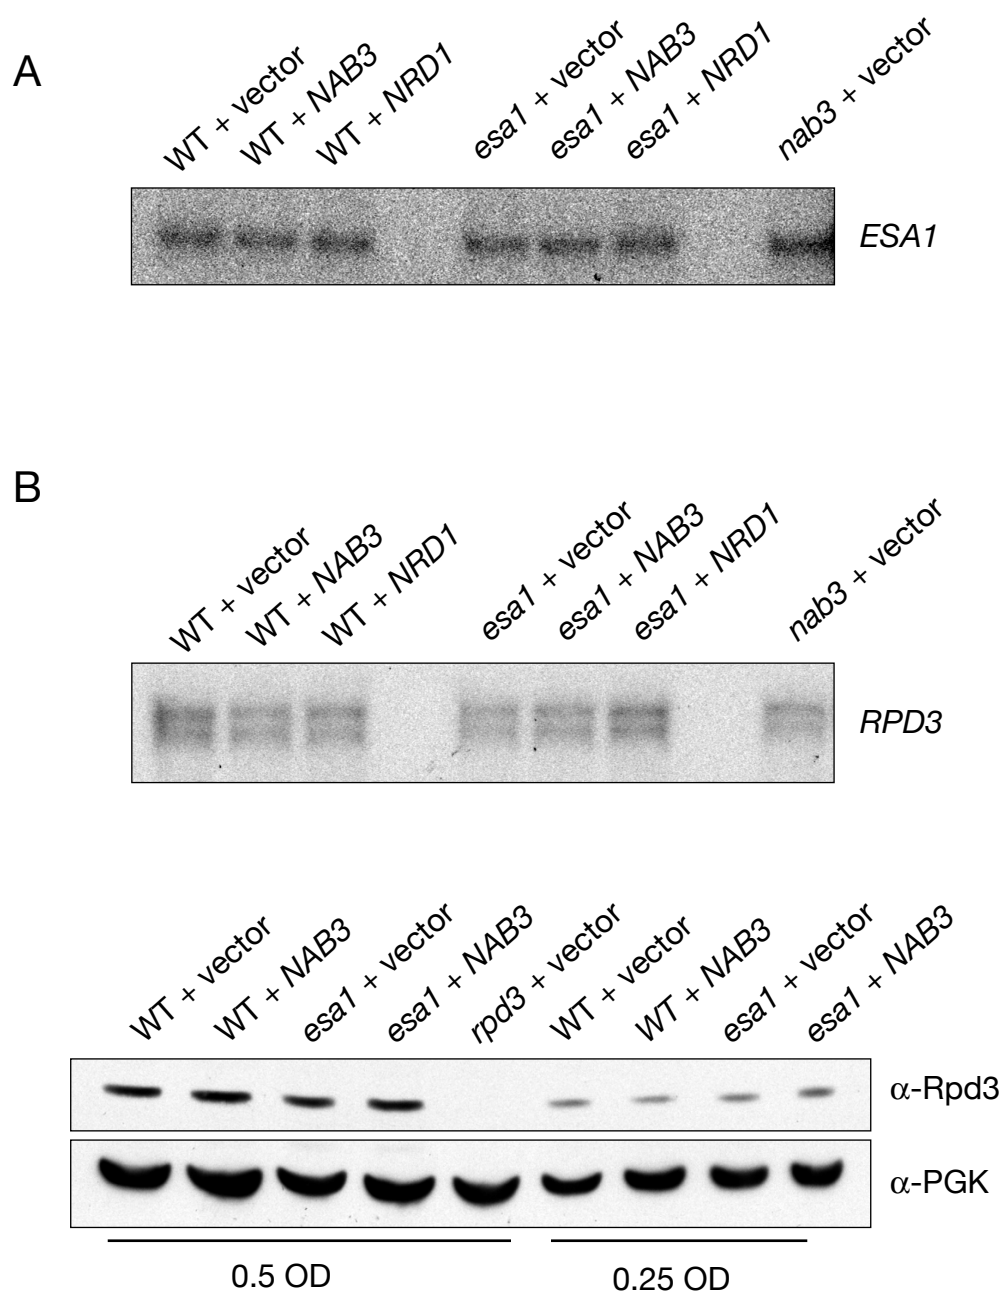 A
WT + vector
WT + NAB3
WT + NRD1
esa1 + vector
esa1 + NAB3
esa1 + NRD1
nab3 + vector
ESA1
B
WT + vector
WT + NAB3
WT + NRD1
esa1 + vector
esa1 + NAB3
esa1 + NRD1
nab3 + vector
RPD3
WT + vector
WT + NAB3
esa1 + vector
esa1 + NAB3
rpd3 + vector
WT + vector
WT + NAB3
esa1 + vector
esa1 + NAB3
α-Rpd3
α-PGK
0.5 OD
0.25 OD